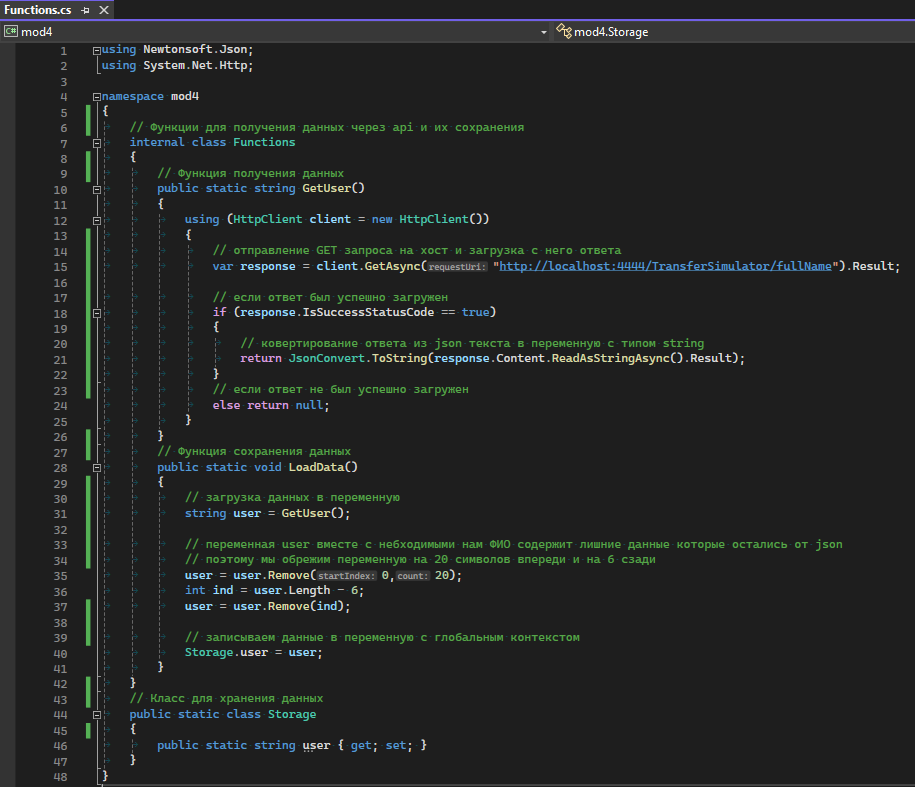 Functions.cs
C# mod4
mod4.Storage
1 using Newtonsoft.Json;
2 using System.Net.Http;
3
4 namespace mod4
5 {
6 // Функции для получения данных через api и их сохранения
7 internal class Functions
8 {
9 // Функция получения данных
10 public static string GetUser()
11 {
12 using (HttpClient client = new HttpClient())
13 {
14 // отправление GET запроса на хост и загрузка с него ответа
15 var response = client.GetAsync(requestUri: "http://localhost:4444/TransferSimulator/fullName").Result;
16
17 // если ответ был успешно загружен
18 if (response.IsSuccessStatusCode == true)
19 {
20 // ковертирование ответа из json текста в переменную с типом string
21 return JsonConvert.ToString(response.Content.ReadAsStringAsync().Result);
22 }
23 // если ответ не был успешно загружен
24 else return null;
25 }
26 }
27 // Функция сохранения данных
28 public static void LoadData()
29 {
30 // загрузка данных в переменную
31 string user = GetUser();
32
33 // переменная user вместе с небходимыми нам ФИО содержит лишние данные которые остались от json
34 // поэтому мы обрежим переменную на 20 символов впереди и на 6 сзади
35 user = user.Remove(startIndex: 0,count: 20);
36 int ind = user.Length - 6;
37 user = user.Remove(ind);
38
39 // записываем данные в переменную с глобальным контекстом
40 Storage.user = user;
41 }
42 }
43 // Класс для хранения данных
44 public static class Storage
45 {
46 public static string user { get; set; }
47 }
48 }